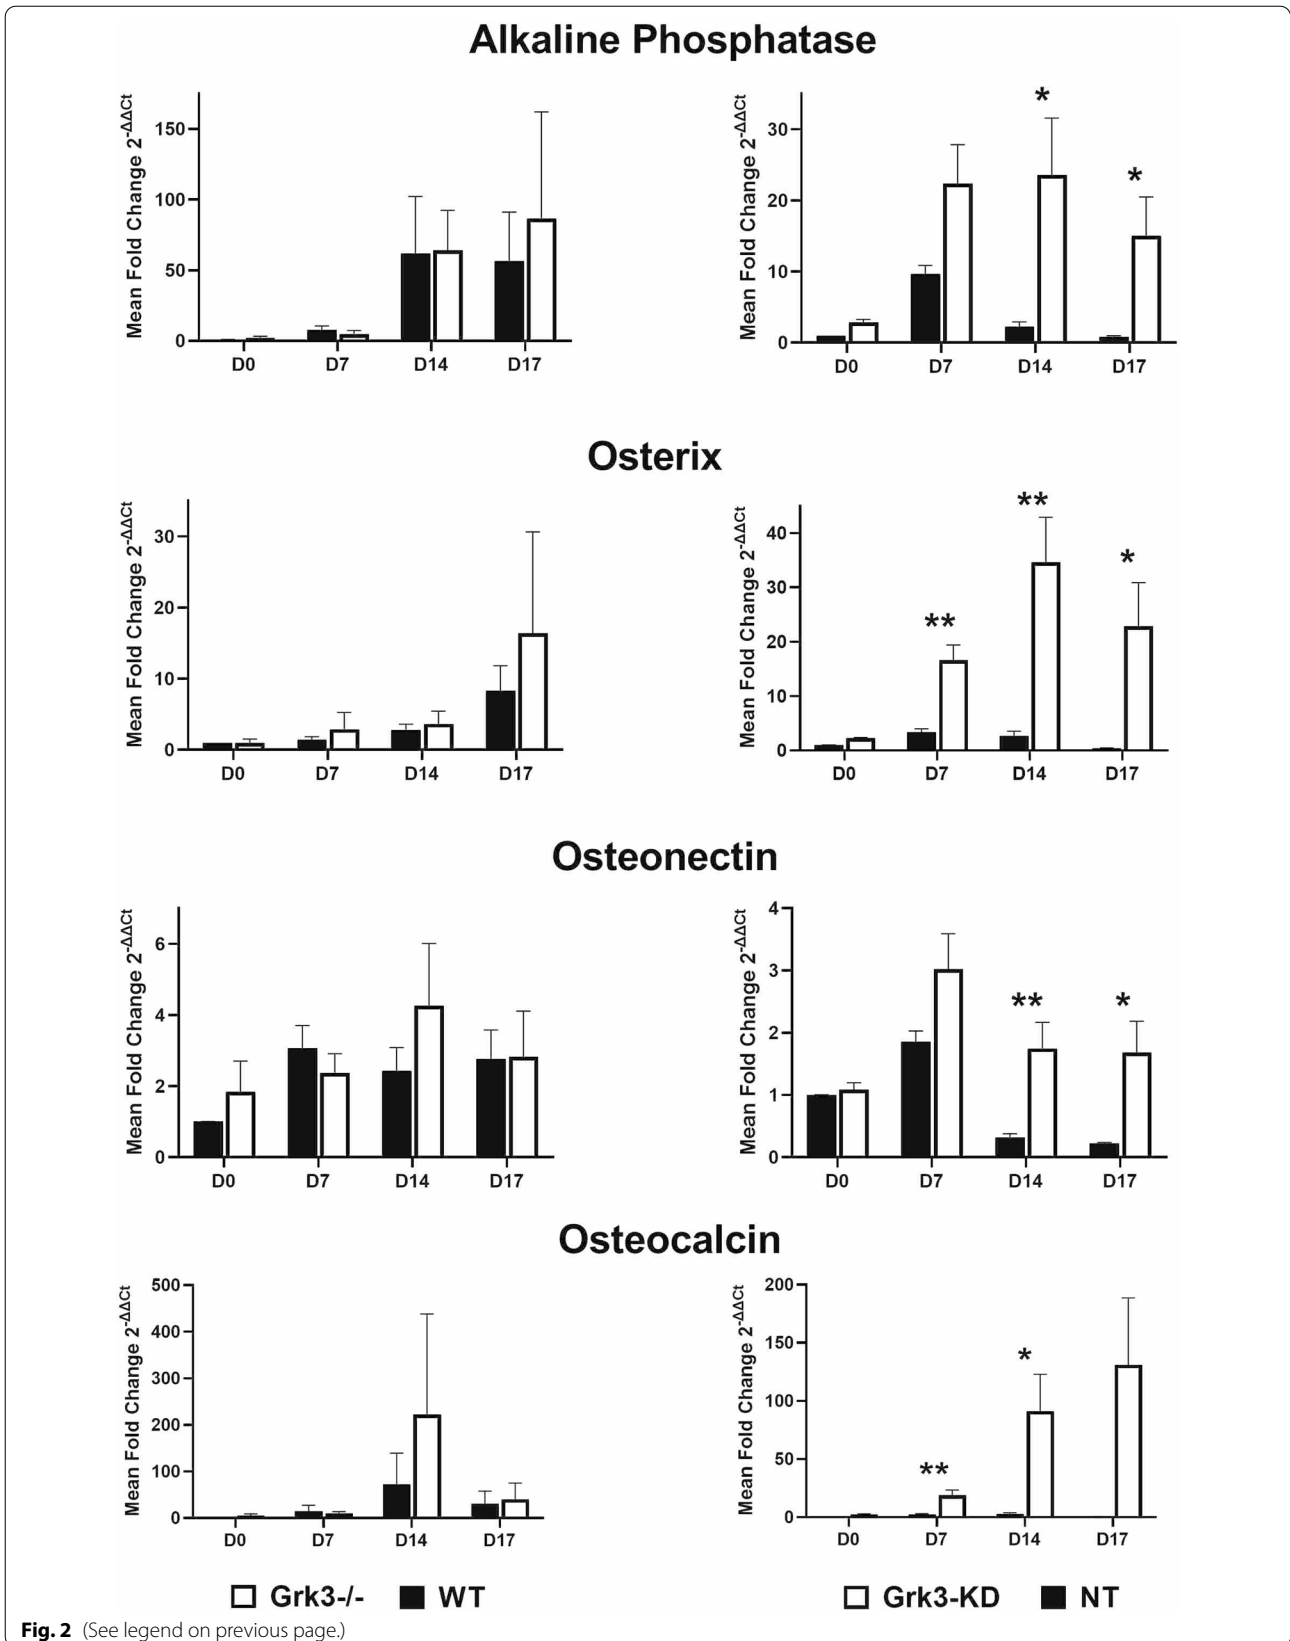 Alkaline Phosphatase
Mean Fold Change 2^-ΔΔCt
150
100
50
0
D0 D7 D14 D17
Mean Fold Change 2^-ΔΔCt
30
20
10
0
* *
D0 D7 D14 D17
Osterix
Mean Fold Change 2^-ΔΔCt
30
20
10
0
D0 D7 D14 D17
Mean Fold Change 2^-ΔΔCt
40
30
20
10
0
** ** *
D0 D7 D14 D17
Osteonectin
Mean Fold Change 2^-ΔΔCt
6
4
2
0
D0 D7 D14 D17
Mean Fold Change 2^-ΔΔCt
4
3
2
1
0
** *
D0 D7 D14 D17
Osteocalcin
Mean Fold Change 2^-ΔΔCt
500
400
300
200
100
0
D0 D7 D14 D17
Mean Fold Change 2^-ΔΔCt
200
150
100
50
0
** *
D0 D7 D14 D17
Grk3-/- WT
Grk3-KD NT
Fig. 2 (See legend on previous page.)